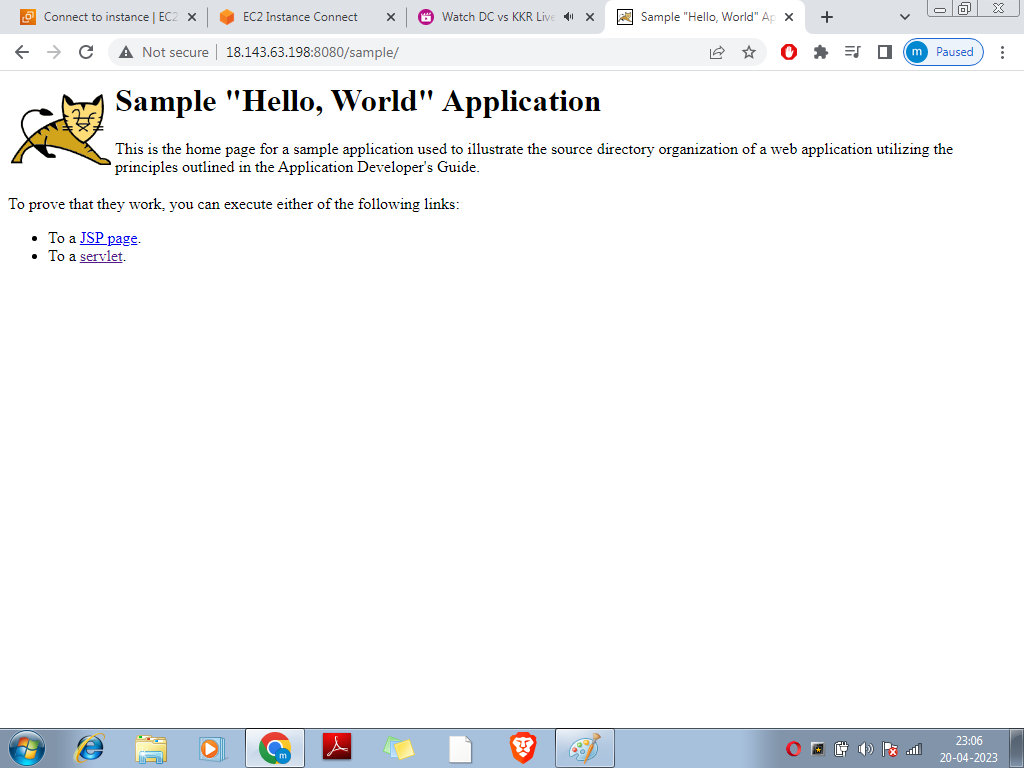 Connect to instance | EC2
EC2 Instance Connect
Watch DC vs KKR Live
Sample "Hello, World" Ap
Not secure
18.143.63.198:8080/sample/
m
Paused
Sample "Hello, World" Application
This is the home page for a sample application used to illustrate the source directory organization of a web application utilizing the
principles outlined in the Application Developer's Guide.
To prove that they work, you can execute either of the following links:
• To a JSP page.
• To a servlet.
m
23:06
20-04-2023